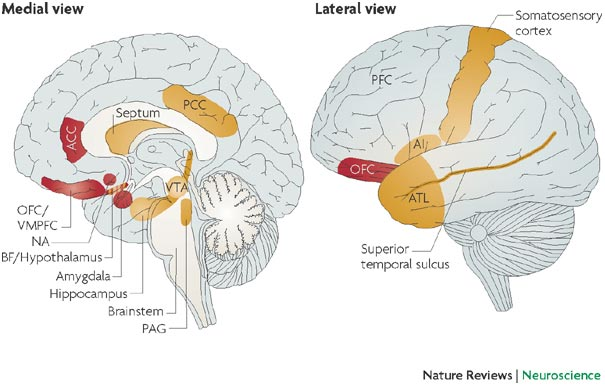 Medial view
Septum
PCC
ACC
VTA
OFC/
VMPFC
NA
BF/Hypothalamus
Amygdala
Hippocampus
Brainstem
PAG
Lateral view
Somatosensory
cortex
PFC
AI
OFC
ATL
Superior
temporal sulcus
Nature Reviews | Neuroscience